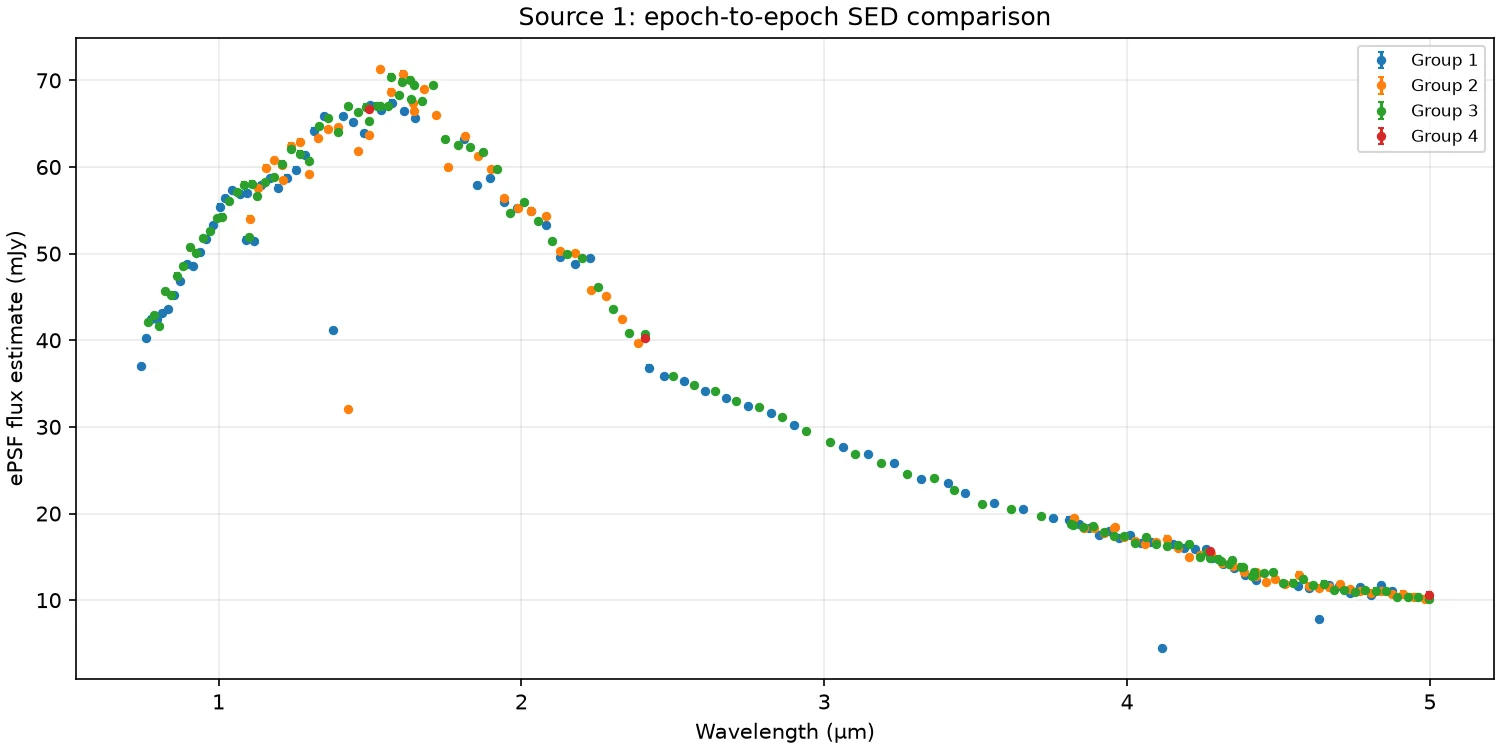 Source 1: epoch-to-epoch SED comparison
ePSF flux estimate (mJy)
70
60
50
40
30
20
10
Group 1
Group 2
Group 3
Group 4
1 2 3 4 5
Wavelength (μm)